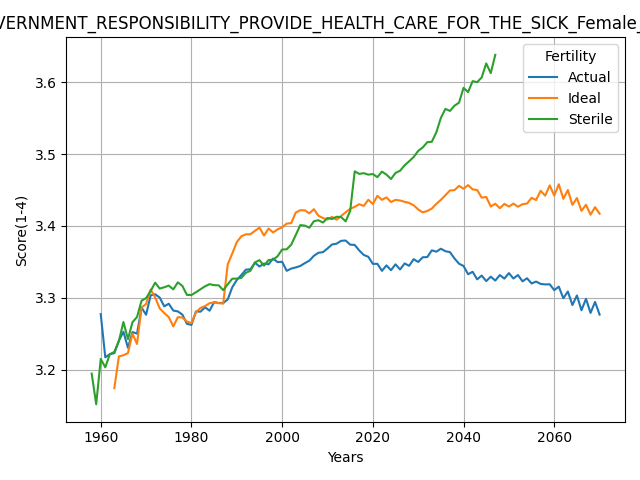 VERNMENT_RESPONSIBILITY_PROVIDE_HEALTH_CARE_FOR_THE_SICK_Female_
Fertility
Actual
Ideal
Sterile
Score(1-4)
3.6
3.5
3.4
3.3
3.2
1960 1980 2000 2020 2040 2060
Years